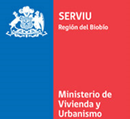 SERVIU
Región del Biobío
Ministerio de
Vivienda y
Urbanismo